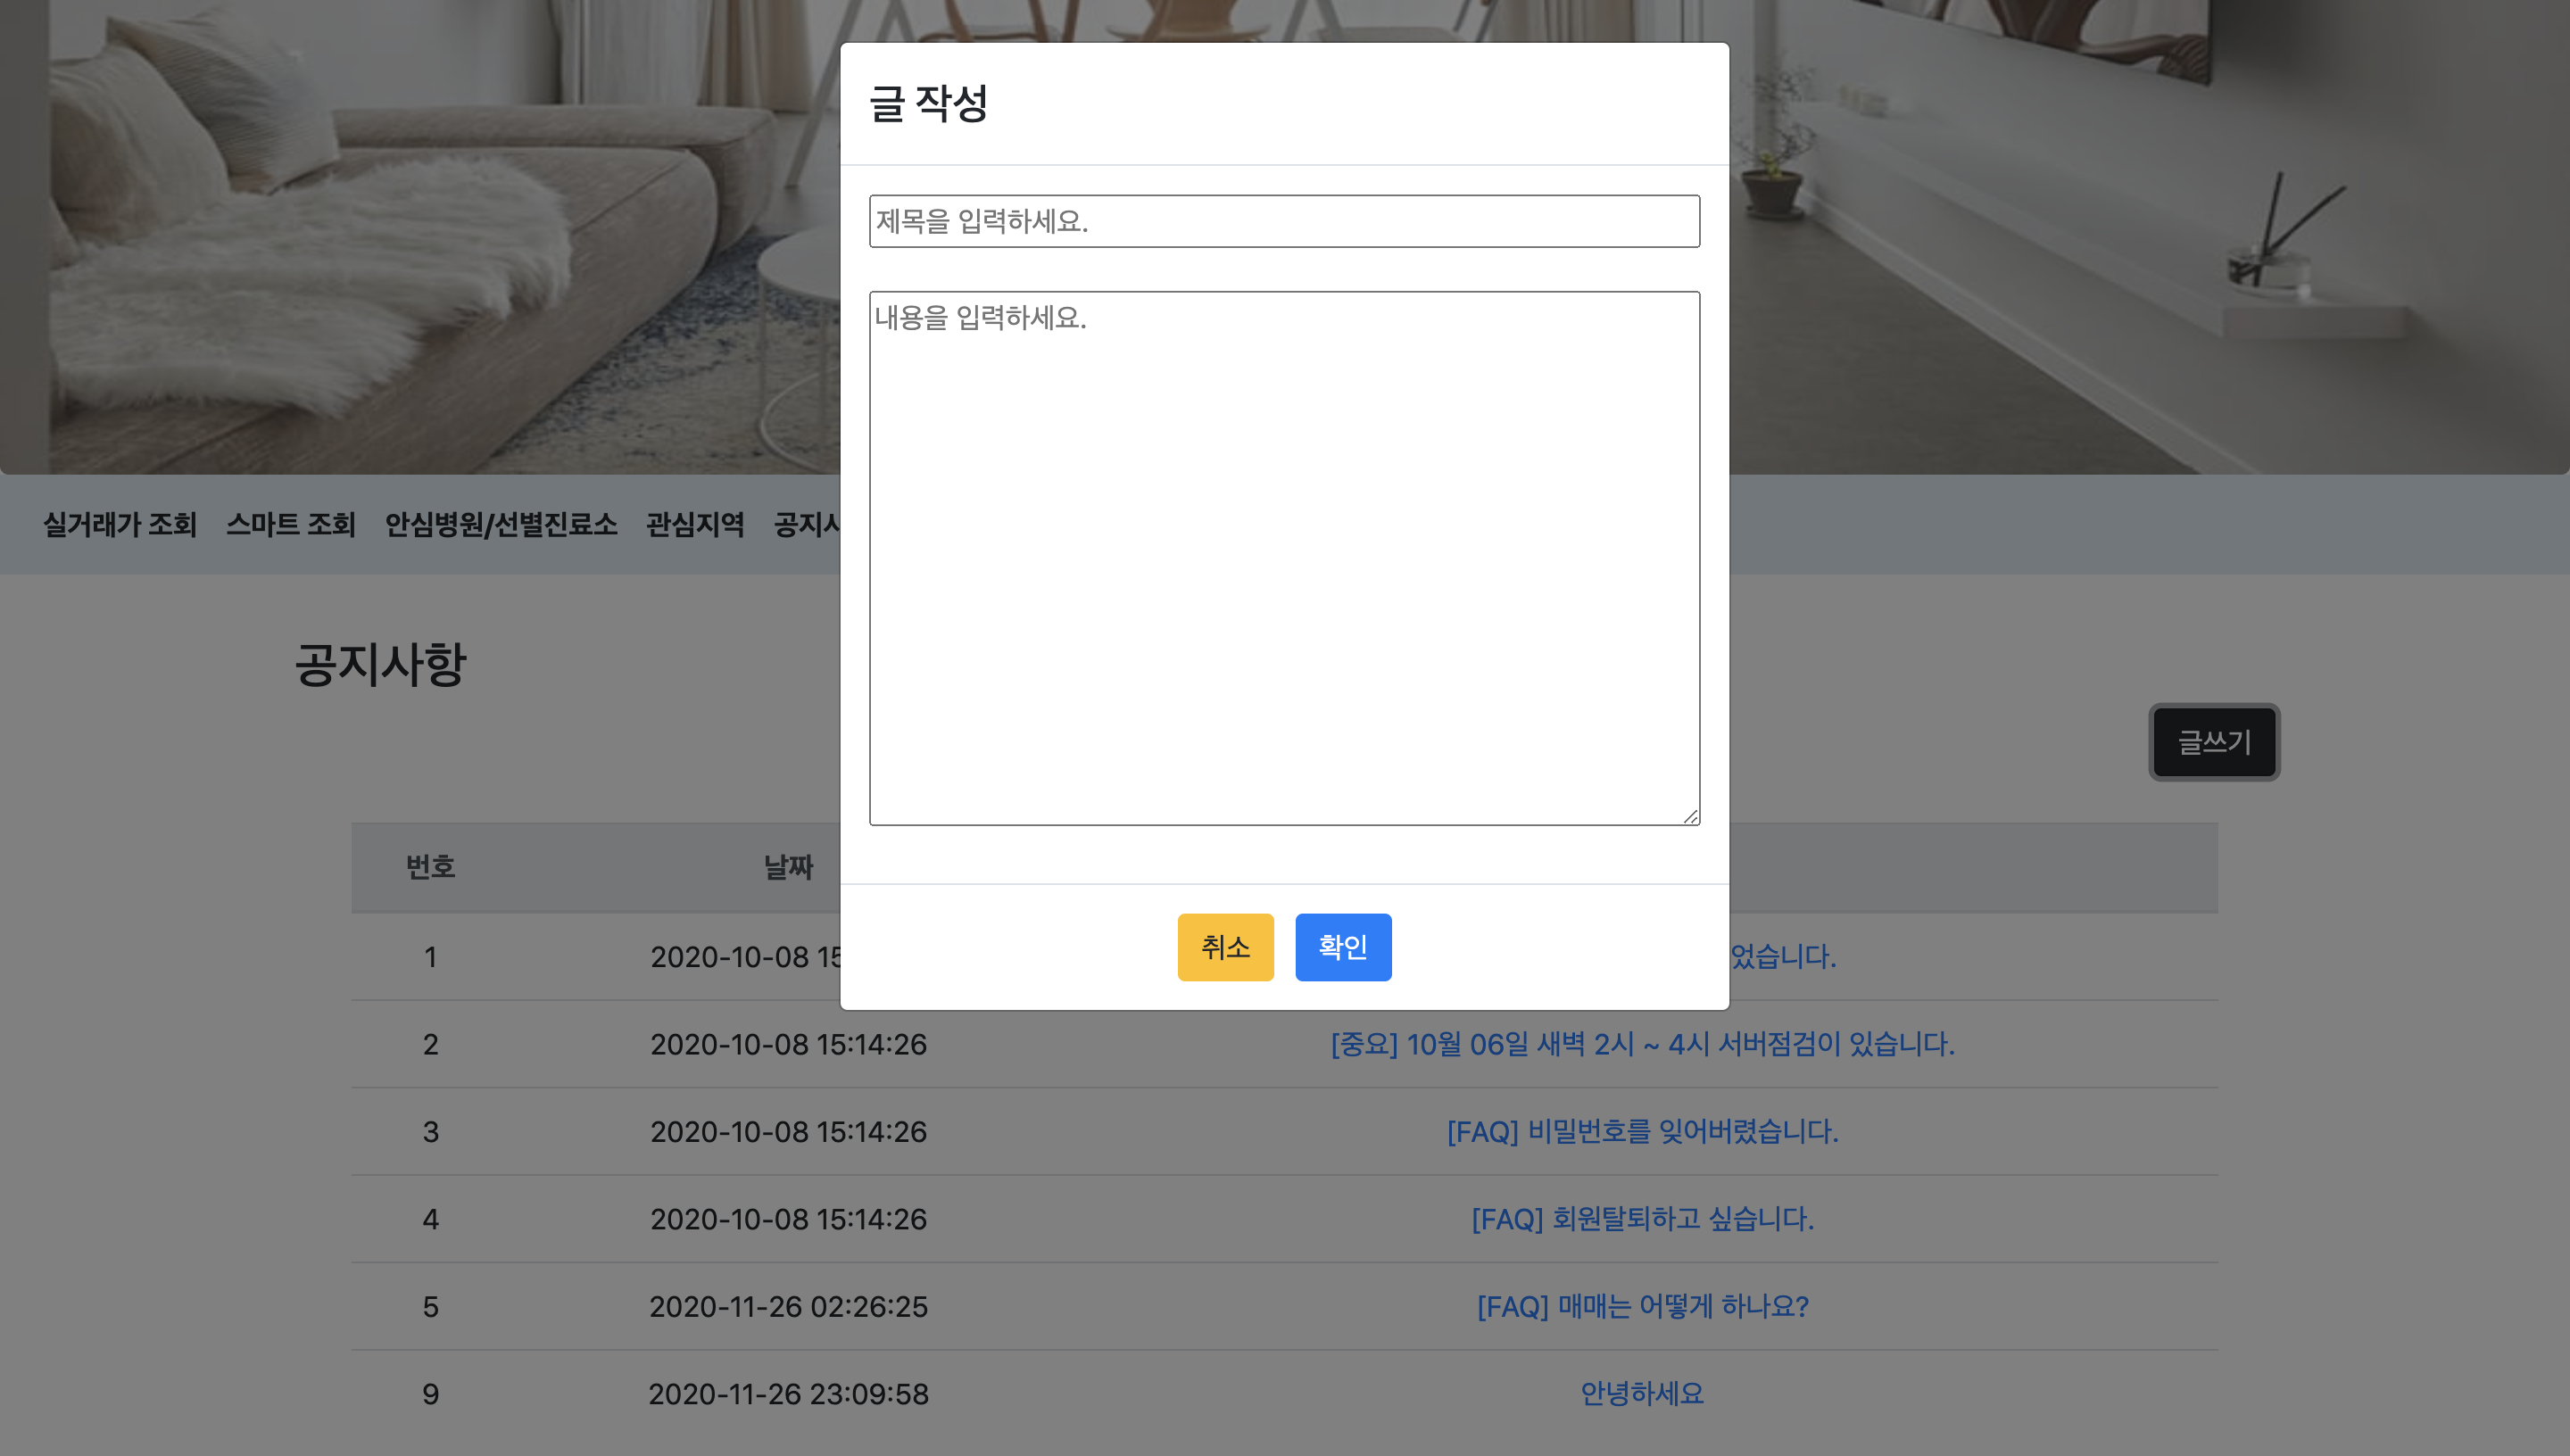 글 작성
제목을 입력하세요.
내용을 입력하세요.
취소 확인
실거래가 조회 스마트 조회 안심병원/선별진료소 관심지역
공지사항
글쓰기
번호 날짜
1 2020-10-08 었습니다.
2 2020-10-08 15:14:26 [중요] 10월 06일 새벽 2시 ~ 4시 서버점검이 있습니다.
3 2020-10-08 15:14:26 [FAQ] 비밀번호를 잊어버렸습니다.
4 2020-10-08 15:14:26 [FAQ] 회원탈퇴하고 싶습니다.
5 2020-11-26 02:26:25 [FAQ] 매매는 어떻게 하나요?
9 2020-11-26 23:09:58 안녕하세요